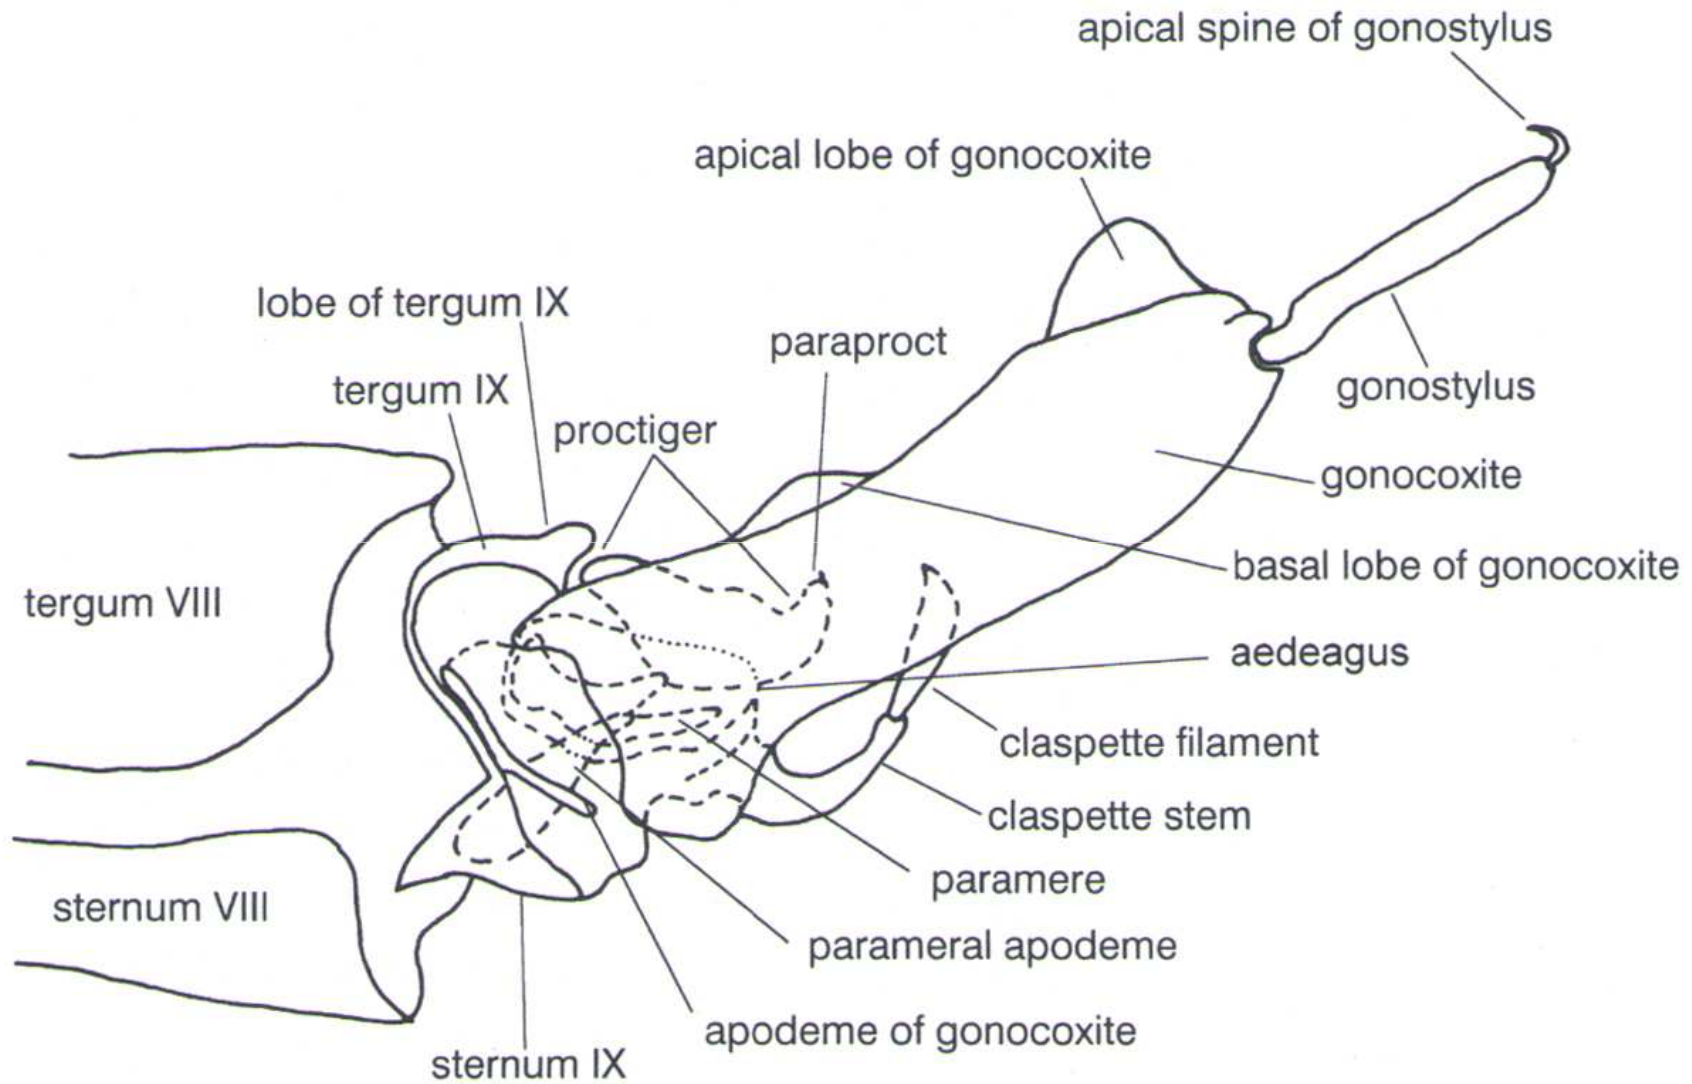 apical spine of gonostylus
apical lobe of gonocoxite
lobe of tergum IX
paraproct
tergum IX
gonostylus
proctiger
gonocoxite
basal lobe of gonocoxite
tergum VIII
aedeagus
claspette filament
claspette stem
paramere
sternum VIII
parameral apodeme
apodeme of gonocoxite
sternum IX